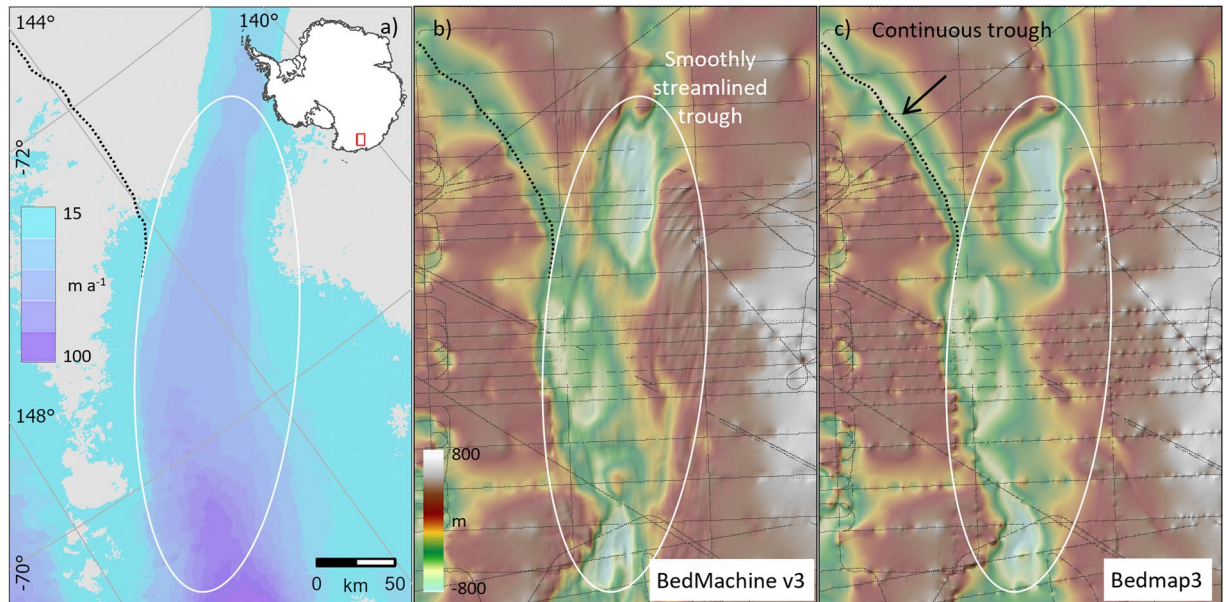 144°
140°
a)
-72°
15
m a-1
100
148°
-70°
0 km 50
b)
Smoothly
streamlined
trough
800
m
-800
BedMachine v3
c)
Continuous trough
Bedmap3